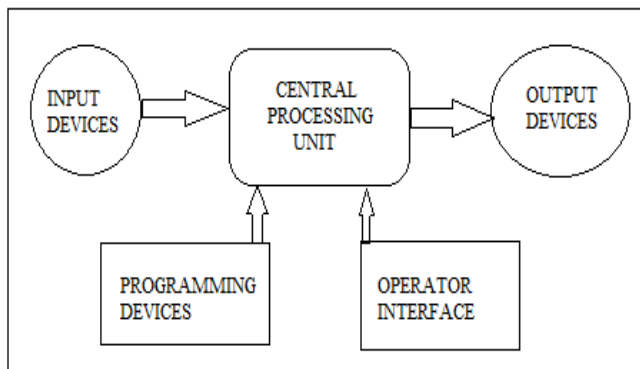 INPUT
DEVICES
CENTRAL
PROCESSING
UNIT
OUTPUT
DEVICES
PROGRAMMING
DEVICES
OPERATOR
INTERFACE